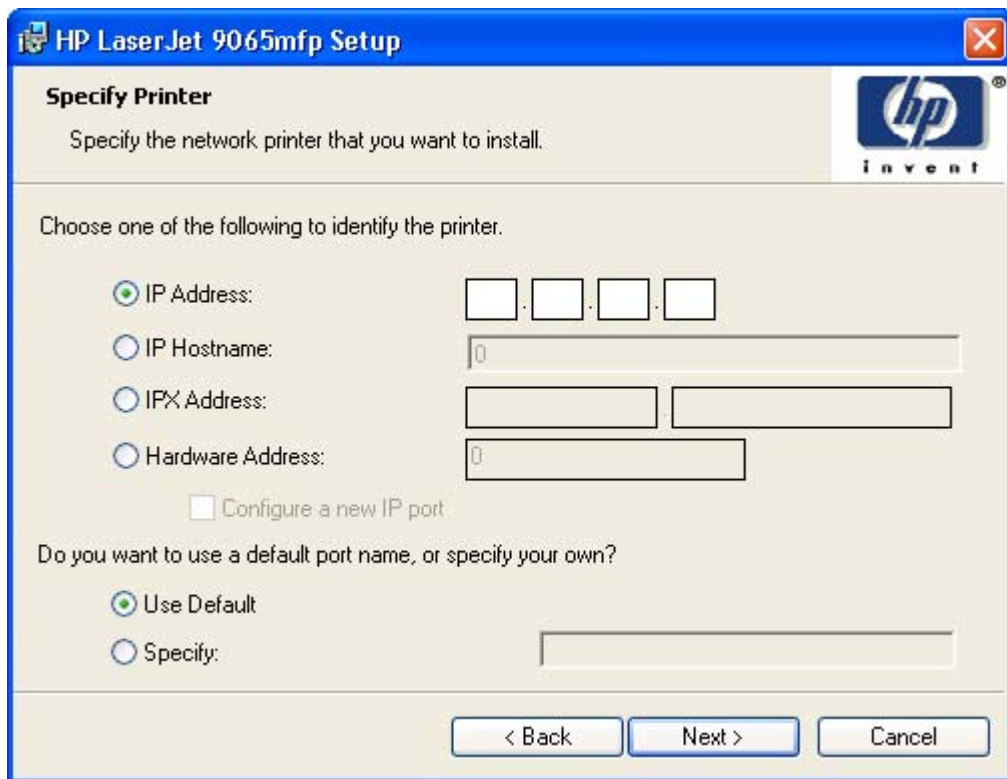 HP LaserJet 9065mfp Setup
Specify Printer
Specify the network printer that you want to install.
hp ®
invent
Choose one of the following to identify the printer.
IP Address: . . .
IP Hostname: 0
IPX Address: .
Hardware Address: 0
Configure a new IP port
Do you want to use a default port name, or specify your own?
Use Default
Specify:
< Back Next > Cancel